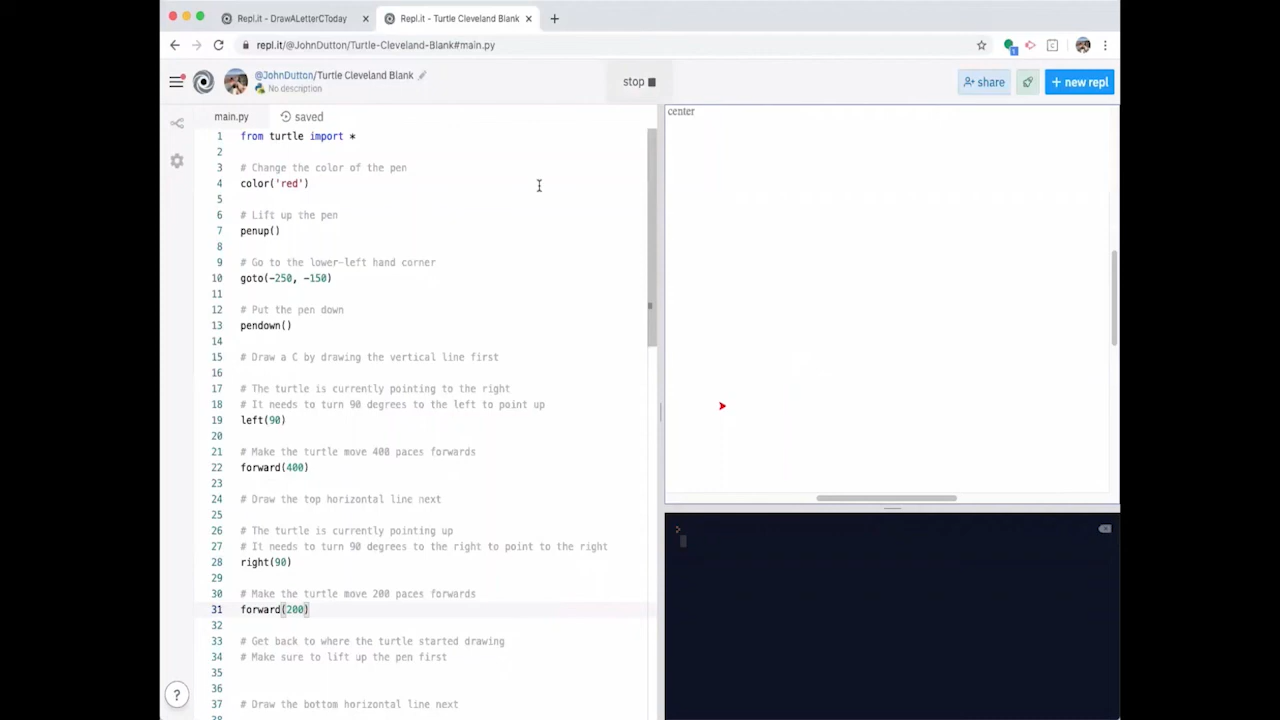 Repl.it - DrawALetterCToday
Repl.it - Turtle Cleveland Blank
repl.it/@JohnDutton/Turtle-Cleveland-Blank#main.py
@JohnDutton/Turtle Cleveland Blank
No description
stop
share
+ new repl
main.py
saved
center
1 from turtle import *
2
3 # Change the color of the pen
4 color('red')
5
6 # Lift up the pen
7 penup()
8
9 # Go to the lower-left hand corner
10 goto(-250, -150)
11
12 # Put the pen down
13 pendown()
14
15 # Draw a C by drawing the vertical line first
16
17 # The turtle is currently pointing to the right
18 # It needs to turn 90 degrees to the left to point up
19 left(90)
20
21 # Make the turtle move 400 paces forwards
22 forward(400)
23
24 # Draw the top horizontal line next
25
26 # The turtle is currently pointing up
27 # It needs to turn 90 degrees to the right to point to the right
28 right(90)
29
30 # Make the turtle move 200 paces forwards
31 forward(200)
32
33 # Get back to where the turtle started drawing
34 # Make sure to lift up the pen first
35
36
37 # Draw the bottom horizontal line next
38
?